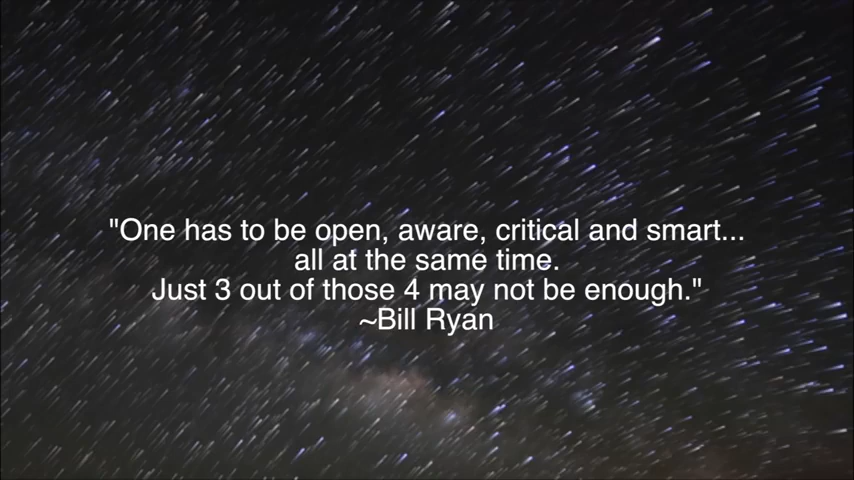 "One has to be open, aware, critical and smart...
all at the same time.
Just 3 out of those 4 may not be enough."
~Bill Ryan